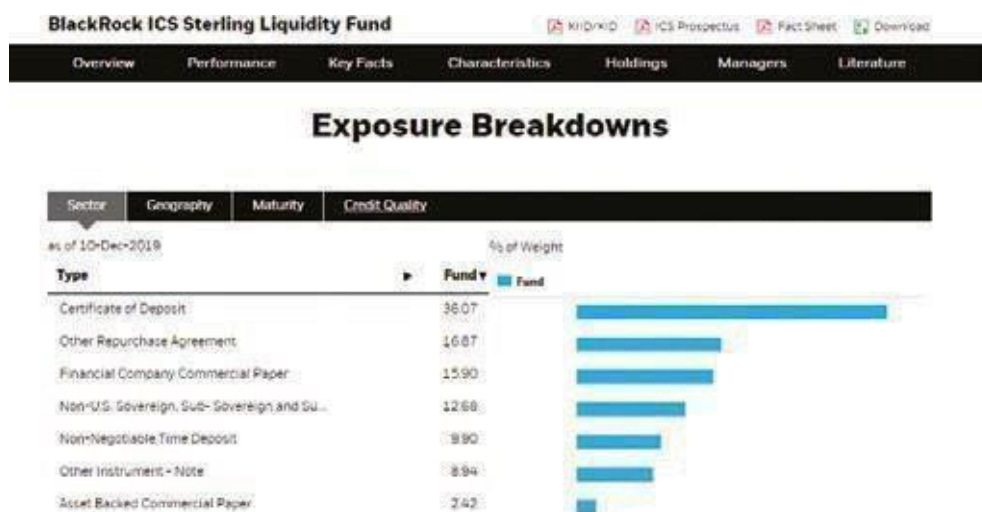 BlackRock ICS Sterling Liquidity Fund KIID/KID ICS Prospectus Fact Sheet Download
Overview Performance Key Facts Characteristics Holdings Managers Literature
Exposure Breakdowns
Sector Geography Maturity Credit Quality
as of 10-Dec-2019 % of Weight
Type ▶ Fund ▼ Fund
Certificate of Deposit 36.07
Other Repurchase Agreement 16.87
Financial Company Commercial Paper 15.90
Non-U.S. Sovereign, Sub- Sovereign and Su... 12.68
Non-Negotiable Time Deposit 9.90
Other Instrument - Note 8.94
Asset Backed Commercial Paper 2.42